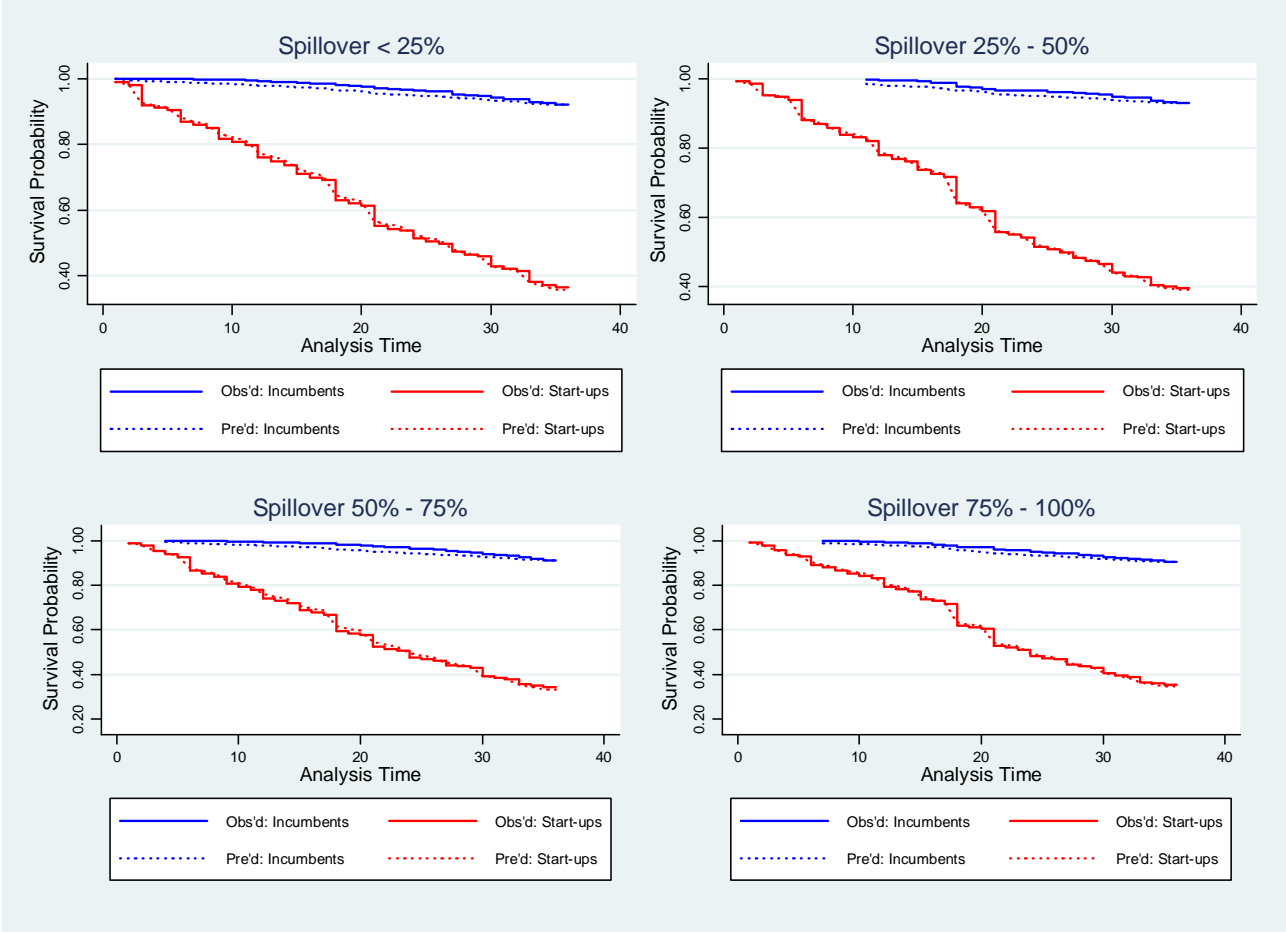 Spillover < 25%
Survival Probability
1.00
0.80
0.60
0.40
0 10 20 30 40
Analysis Time
Obs'd: Incumbents Obs'd: Start-ups
Pre'd: Incumbents Pre'd: Start-ups
Spillover 25% - 50%
Survival Probability
1.00
0.80
0.60
0.40
0 10 20 30 40
Analysis Time
Obs'd: Incumbents Obs'd: Start-ups
Pre'd: Incumbents Pre'd: Start-ups
Spillover 50% - 75%
Survival Probability
1.00
0.80
0.60
0.40
0.20
0 10 20 30 40
Analysis Time
Obs'd: Incumbents Obs'd: Start-ups
Pre'd: Incumbents Pre'd: Start-ups
Spillover 75% - 100%
Survival Probability
1.00
0.80
0.60
0.40
0.20
0 10 20 30 40
Analysis Time
Obs'd: Incumbents Obs'd: Start-ups
Pre'd: Incumbents Pre'd: Start-ups